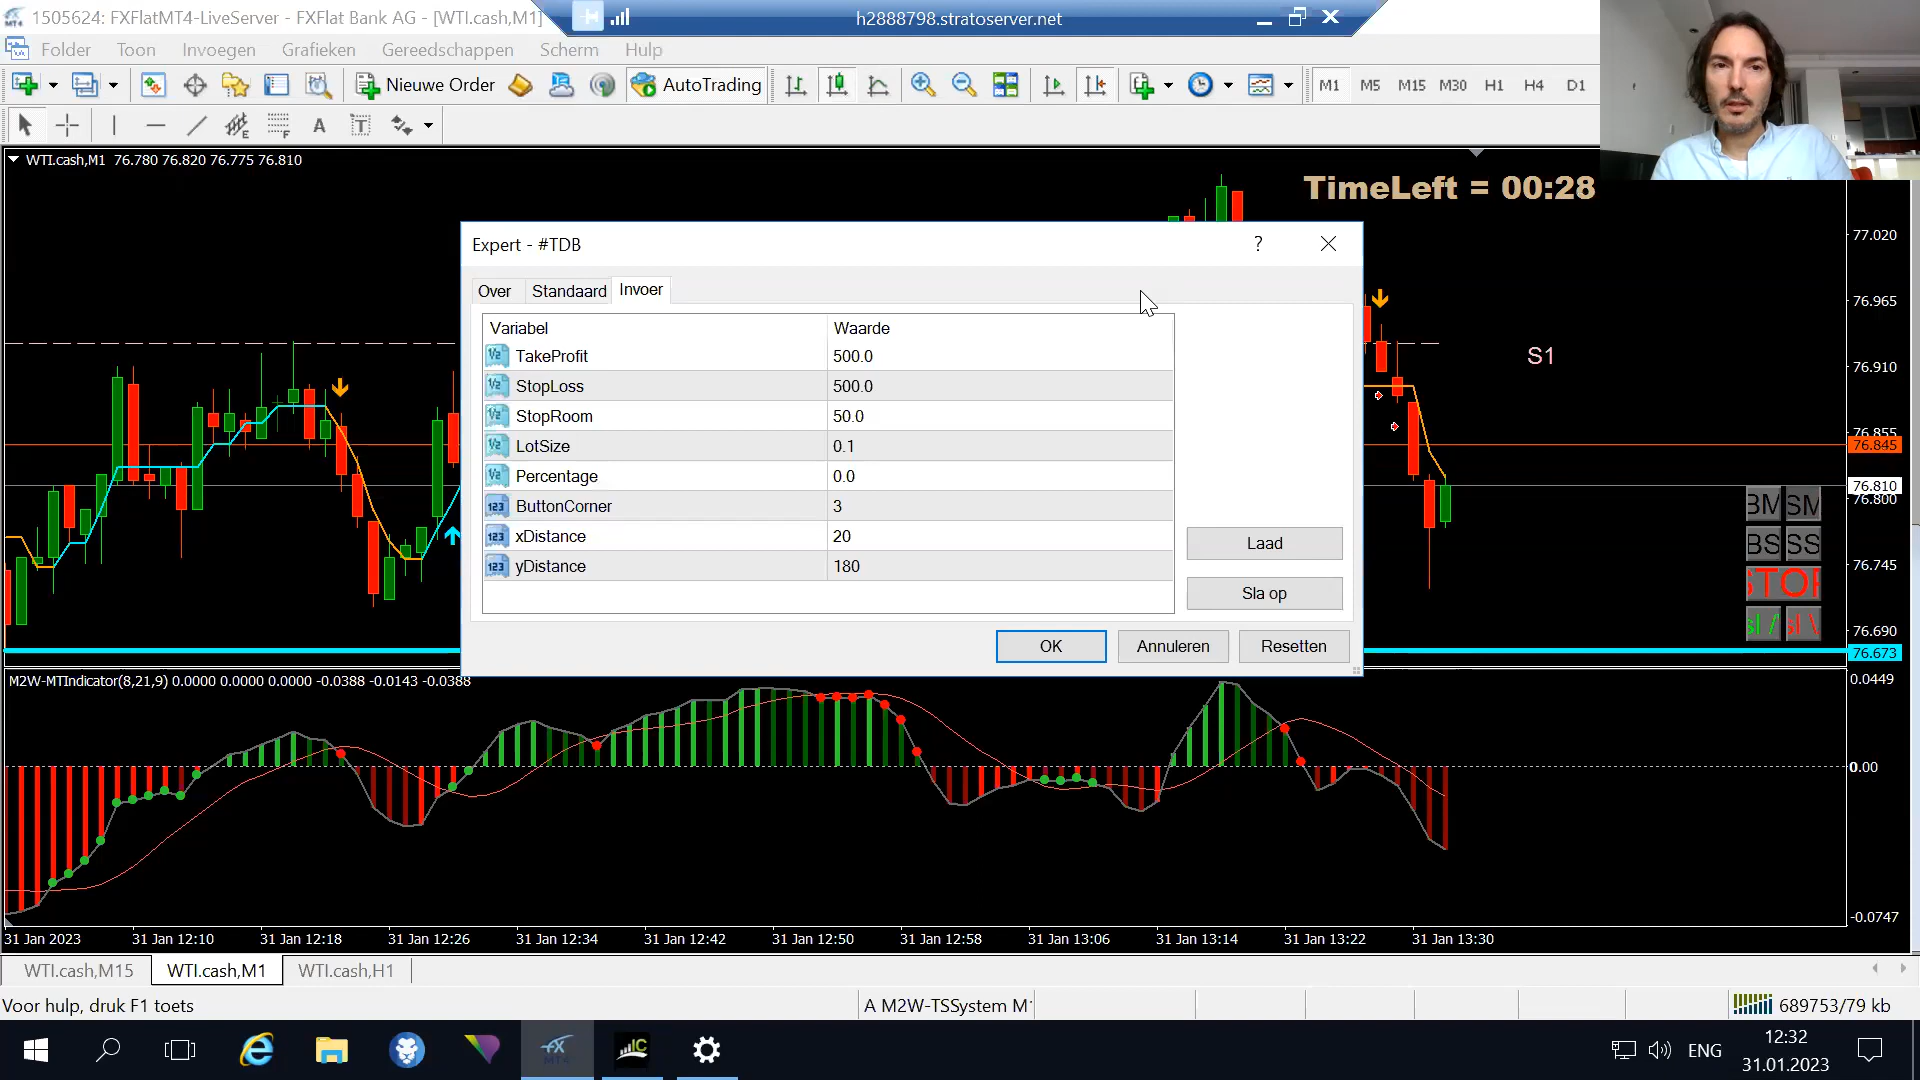 1505624: FXFlatMT4-LiveServer - FXFlat Bank AG - [WTI.cash,M1]
h2888798.stratoserver.net
Folder Toon Invoegen Grafieken Gereedschappen Scherm Hulp
Nieuwe Order AutoTrading M1 M5 M15 M30 H1 H4 D1
WTI.cash,M1 76.780 76.820 76.775 76.810
TimeLeft = 00:28
Expert - #TDB
Over Standaard Invoer
Variabel Waarde
TakeProfit 500.0
StopLoss 500.0
StopRoom 50.0
LotSize 0.1
Percentage 0.0
ButtonCorner 3
xDistance 20
yDistance 180
Laad
Sla op
OK Annuleren Resetten
S1
77.020
76.965
76.910
76.855
76.845
76.810
76.800
76.745
76.690
76.673
BM SM
BS SS
STOP
sl / sl \
M2W-MTIndicator(8,21,9) 0.0000 0.0000 0.0000 -0.0388 -0.0143 -0.0388
0.0449
0.00
-0.0747
31 Jan 2023 31 Jan 12:10 31 Jan 12:18 31 Jan 12:26 31 Jan 12:34 31 Jan 12:42 31 Jan 12:50 31 Jan 12:58 31 Jan 13:06 31 Jan 13:14 31 Jan 13:22 31 Jan 13:30
WTI.cash,M15 WTI.cash,M1 WTI.cash,H1
Voor hulp, druk F1 toets
A M2W-TSSystem M
689753/79 kb
ENG
12:32
31.01.2023